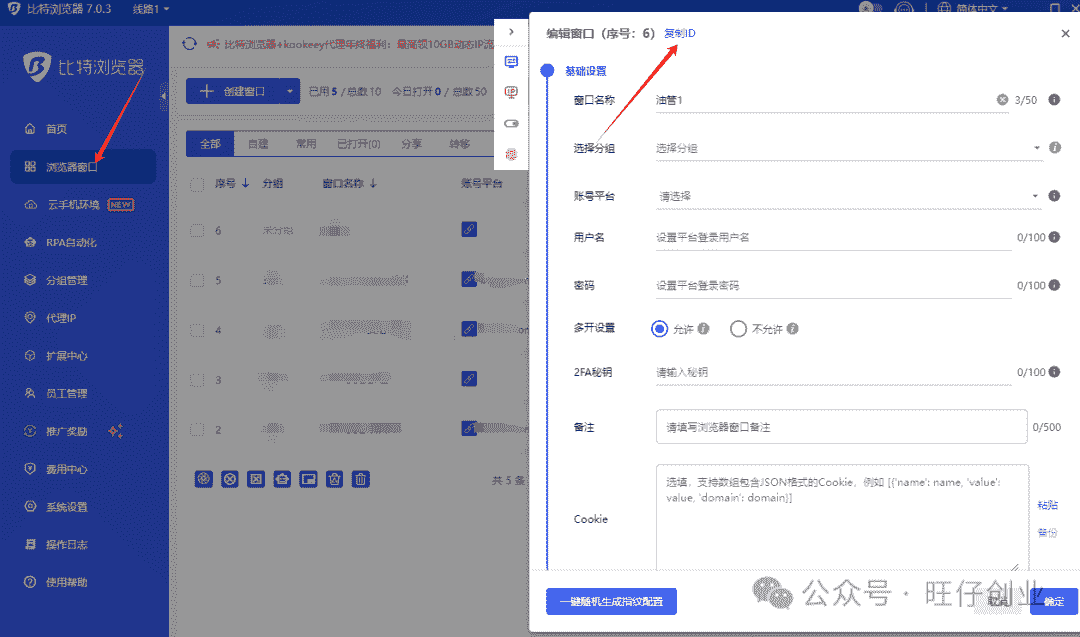 比特浏览器 7.0.3 线路1 简体中文
比特浏览器
首页
浏览器窗口
云手机环境 NEW
RPA自动化
分组管理
代理IP
扩展中心
员工管理
推广奖励
费用中心
系统设置
操作日志
使用帮助
比特浏览器+kookeey代理年终福利：最高领10GB动态IP流
创建窗口 已用 5 / 总数 10 今日打开 0 / 总数 50
全部 自建 常用 已打开(0) 分享 转移
序号 分组 窗口名称 账号平台
6 未分组
5
4
3
2
共 5 条
编辑窗口（序号：6） 复制ID
基础设置
窗口名称 油管1 3/50
选择分组 选择分组
账号平台 请选择
用户名 设置平台登录用户名 0/100
密码 设置平台登录密码 0/100
多开设置 允许 不允许
2FA秘钥 请输入秘钥 0/100
备注 请填写浏览器窗口备注 0/500
Cookie 选填，支持数组包含JSON格式的Cookie，例如 [{'name': name, 'value':
value, 'domain': domain}]
粘贴
备份
一键随机生成指纹配置 取消 确定
公众号 · 旺仔创业